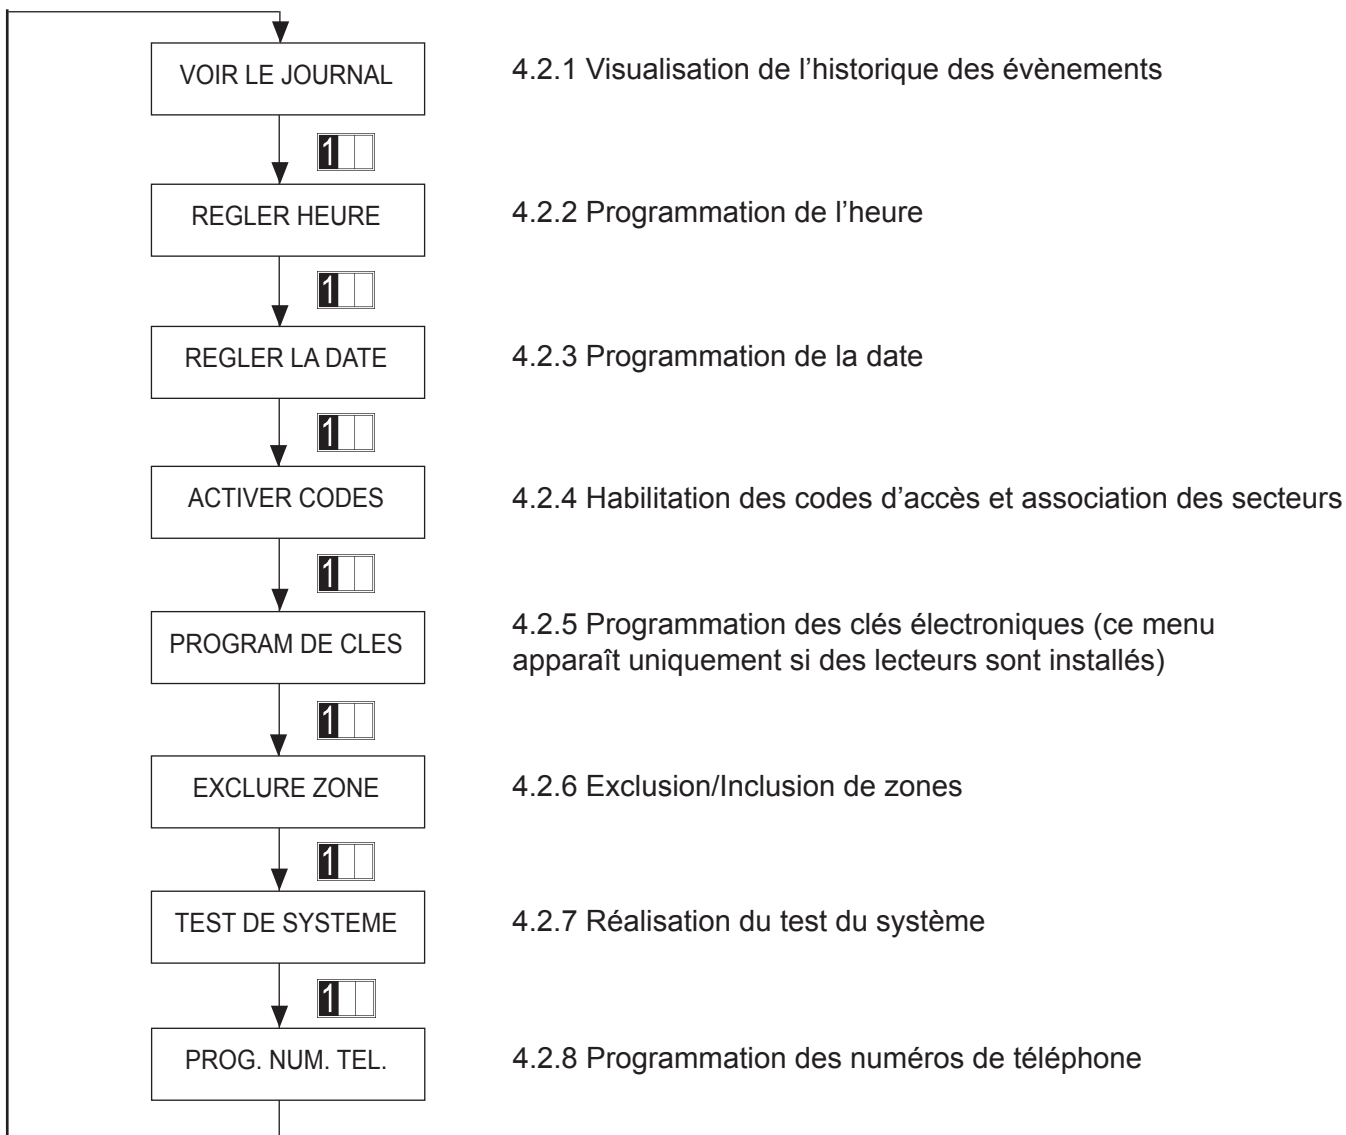 VOIR LE JOURNAL
4.2.1 Visualisation de l’historique des évènements
1
REGLER HEURE
4.2.2 Programmation de l’heure
1
REGLER LA DATE
4.2.3 Programmation de la date
1
ACTIVER CODES
4.2.4 Habilitation des codes d’accès et association des secteurs
1
PROGRAM DE CLES
4.2.5 Programmation des clés électroniques (ce menu
apparaît uniquement si des lecteurs sont installés)
1
EXCLURE ZONE
4.2.6 Exclusion/Inclusion de zones
1
TEST DE SYSTEME
4.2.7 Réalisation du test du système
1
PROG. NUM. TEL.
4.2.8 Programmation des numéros de téléphone